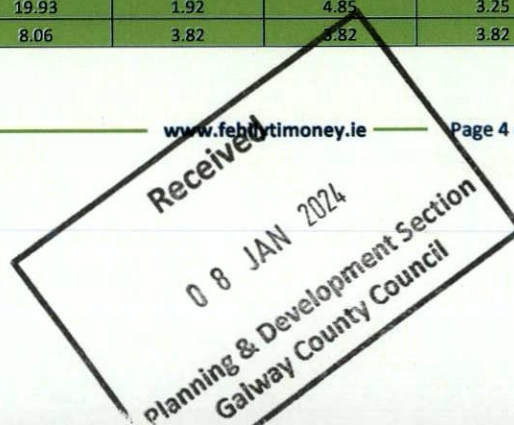 19.93 1.92 4.85 3.25
8.06 3.82 3.82 3.82
www.fehilytimoney.ie Page 4
Received
08 JAN 2024
Planning & Development Section
Galway County Council